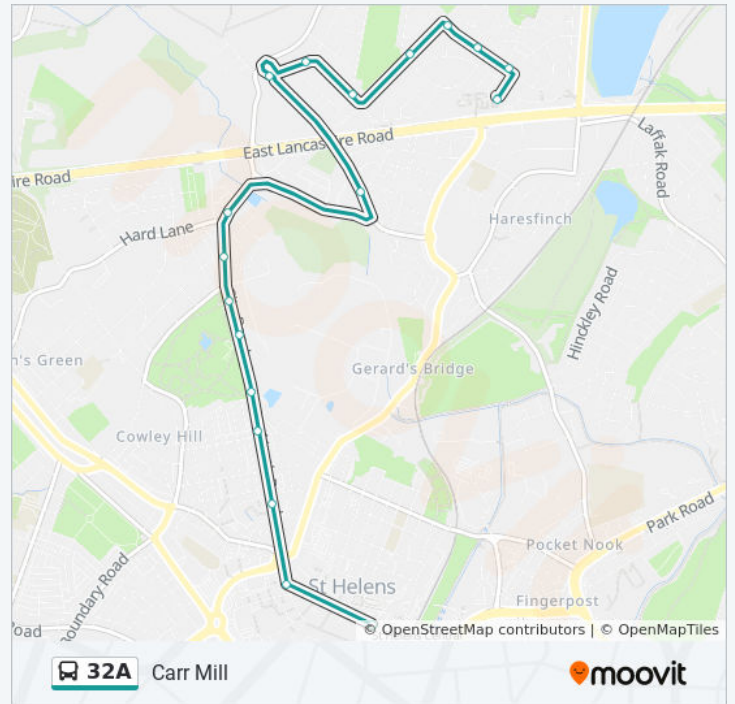 East Lancashire Road
ire Road
Laffak Road
Hard Lane
Haresfinch
Hinckley Road
n's Green
Gerard's Bridge
Cowley Hill
Park Road
Pocket Nook
Boundary Road
St Helens
Fingerpost
oad
© OpenStreetMap contributors | © OpenMapTiles
32A Carr Mill
moovit